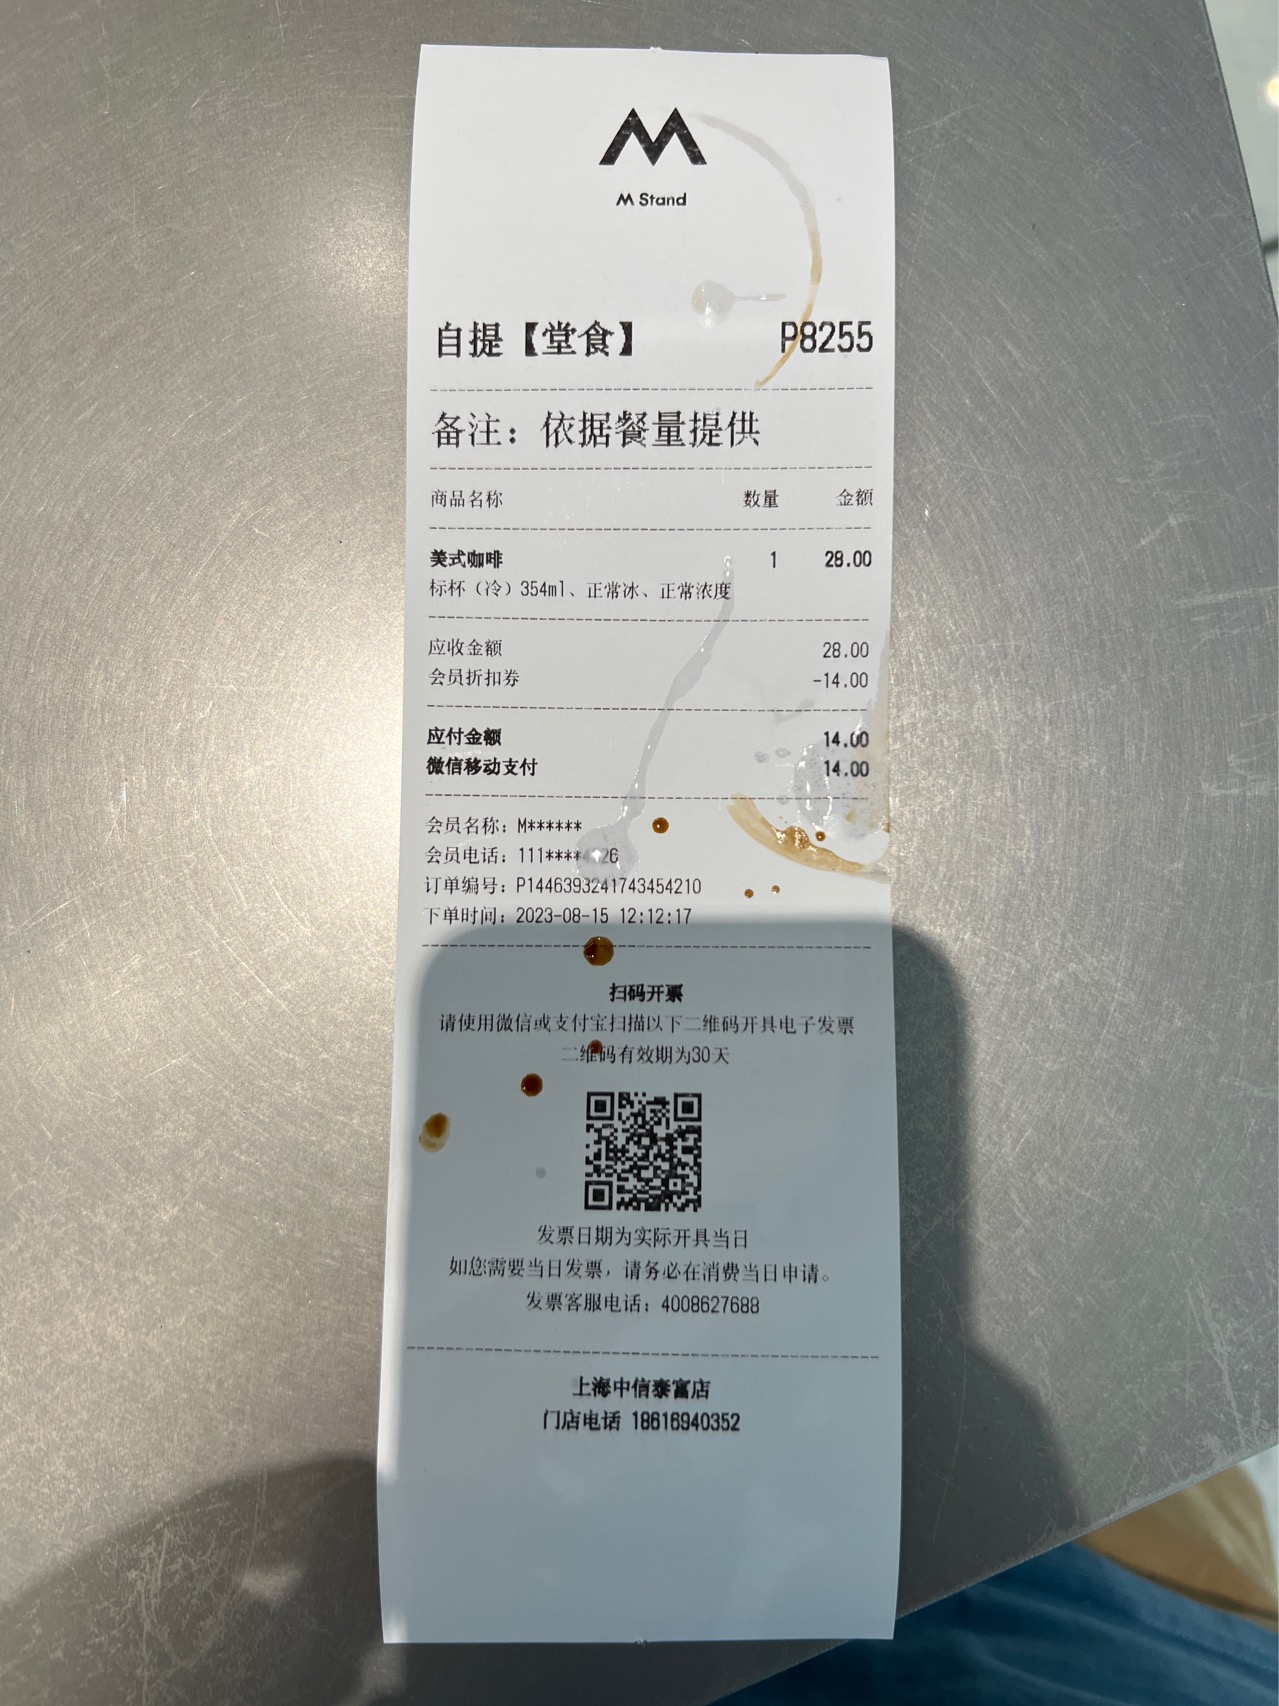 M Stand
自提【堂食】 P8255
备注：依据餐量提供
商品名称 数量 金额
美式咖啡 1 28.00
标杯（冷）354ml、正常冰、正常浓度
应收金额 28.00
会员折扣券 -14.00
应付金额 14.00
微信移动支付 14.00
会员名称：M******
会员电话：111****
订单编号：P1446393241743454210
下单时间：2023-08-15 12:12:17
扫码开票
请使用微信或支付宝扫描以下二维码开具电子发票
二维码有效期为30天
发票日期为实际开具当日
如您需要当日发票，请务必在消费当日申请。
发票客服电话：4008627688
上海中信泰富店
门店电话 18616940352